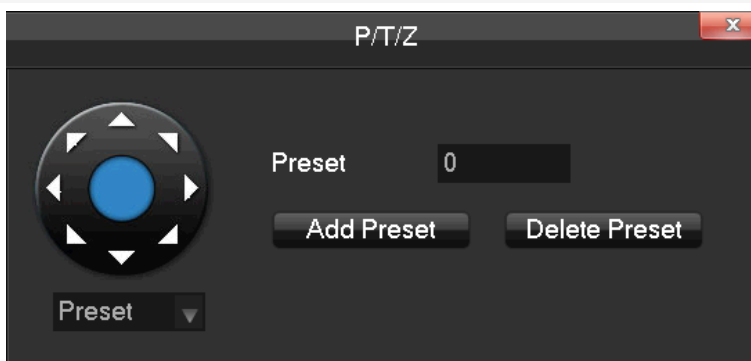 P/T/Z
x
Preset 0
Add Preset Delete Preset
Preset